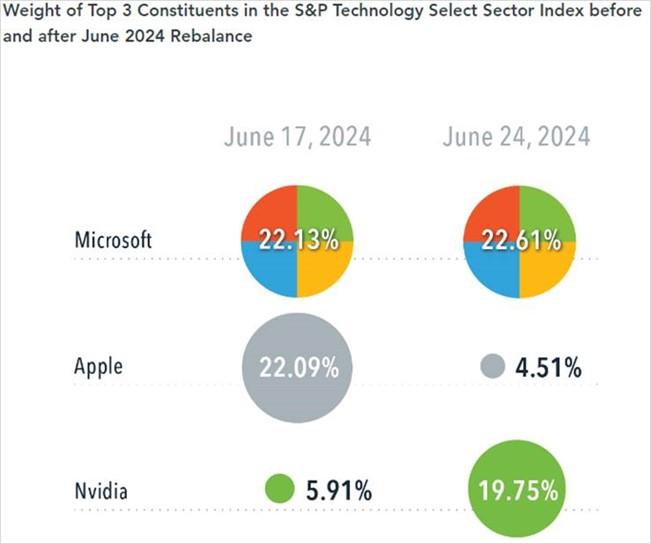 Weight of Top 3 Constituents in the S&P Technology Select Sector Index before
and after June 2024 Rebalance
June 17, 2024 June 24, 2024
Microsoft 22.13% 22.61%
Apple 22.09% 4.51%
Nvidia 5.91% 19.75%